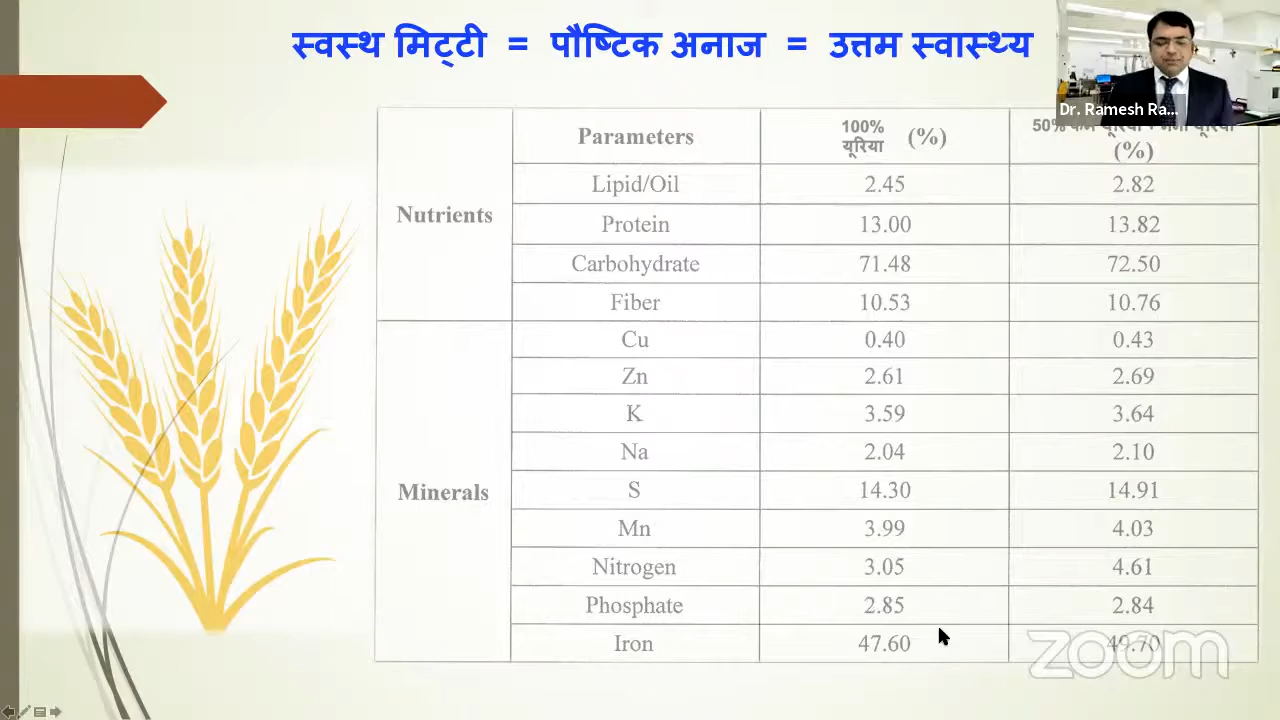 स्वस्थ मिट्टी = पौष्टिक अनाज = उत्तम स्वास्थ्य
Dr. Ramesh Ra...
Parameters 100% यूरिया (%) 50% (%)
Nutrients
Lipid/Oil 2.45 2.82
Protein 13.00 13.82
Carbohydrate 71.48 72.50
Fiber 10.53 10.76
Minerals
Cu 0.40 0.43
Zn 2.61 2.69
K 3.59 3.64
Na 2.04 2.10
S 14.30 14.91
Mn 3.99 4.03
Nitrogen 3.05 4.61
Phosphate 2.85 2.84
Iron 47.60 49.70
zoom